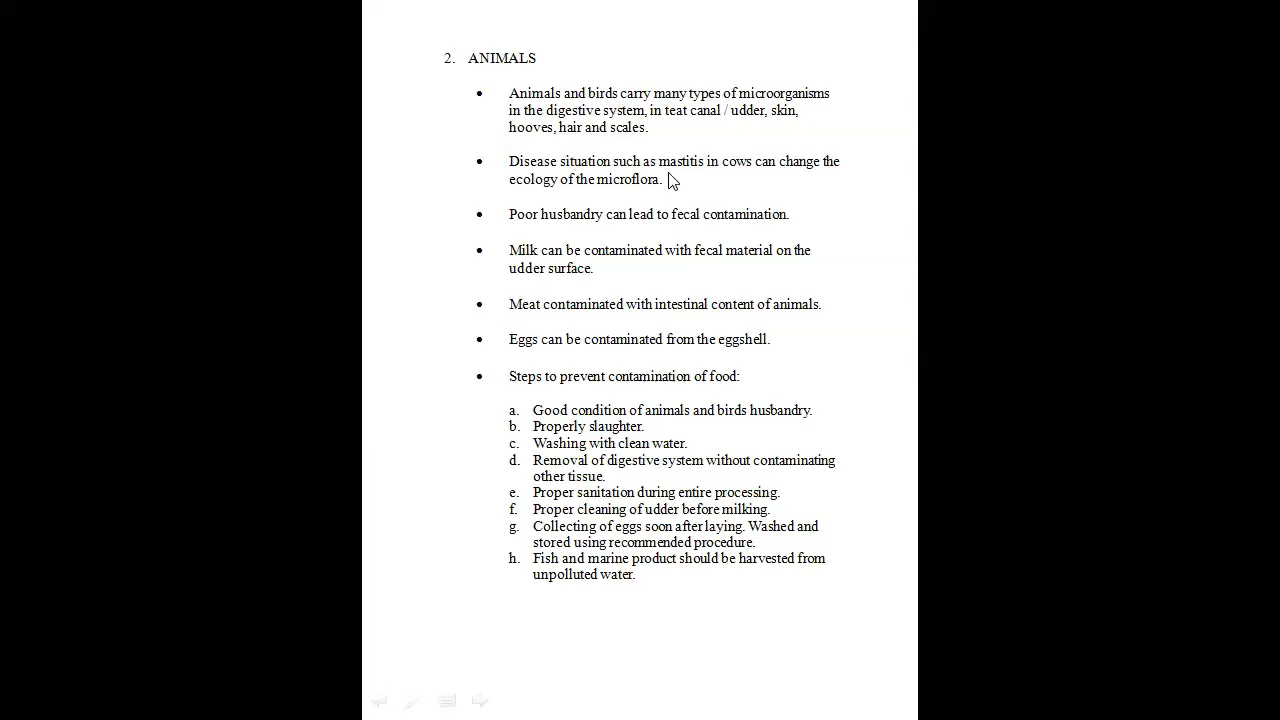 2. ANIMALS
• Animals and birds carry many types of microorganisms
in the digestive system, in teat canal / udder, skin,
hooves, hair and scales.
• Disease situation such as mastitis in cows can change the
ecology of the microflora.
• Poor husbandry can lead to fecal contamination.
• Milk can be contaminated with fecal material on the
udder surface.
• Meat contaminated with intestinal content of animals.
• Eggs can be contaminated from the eggshell.
• Steps to prevent contamination of food:
a. Good condition of animals and birds husbandry.
b. Properly slaughter.
c. Washing with clean water.
d. Removal of digestive system without contaminating
other tissue.
e. Proper sanitation during entire processing.
f. Proper cleaning of udder before milking.
g. Collecting of eggs soon after laying. Washed and
stored using recommended procedure.
h. Fish and marine product should be harvested from
unpolluted water.